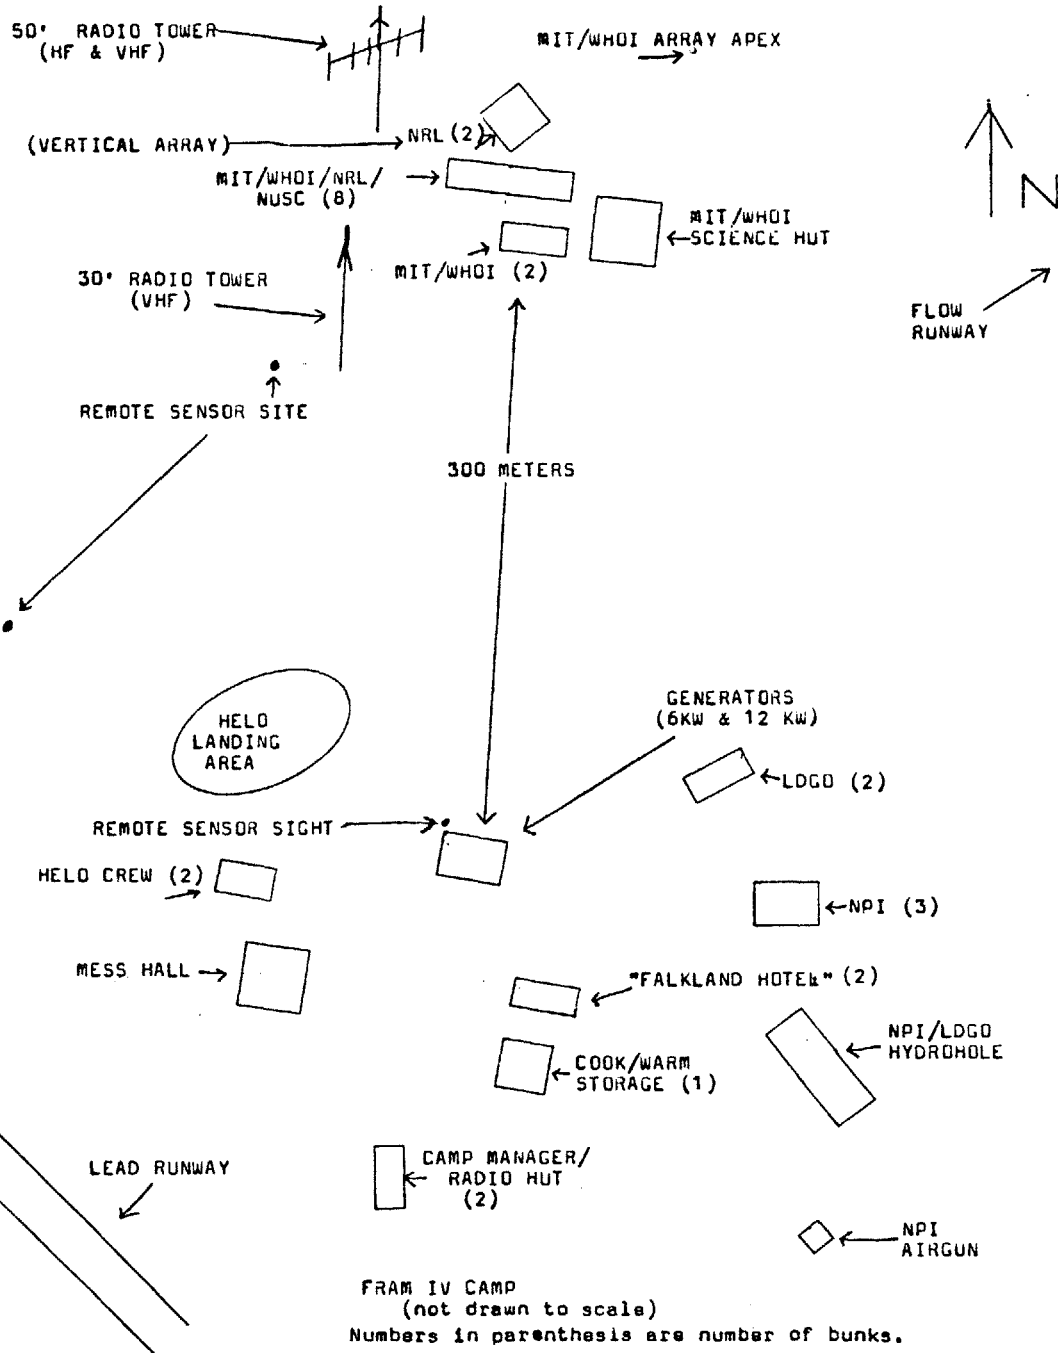 50' RADIO TOWER
(HF & VHF)
MIT/WHOI ARRAY APEX
(VERTICAL ARRAY)
NRL (2)
MIT/WHOI/NRL/
NUSC (8)
MIT/WHOI
SCIENCE HUT
N
MIT/WHOI (2)
30' RADIO TOWER
(VHF)
FLOW
RUNWAY
REMOTE SENSOR SITE
300 METERS
GENERATORS
(6KW & 12 KW)
HELO
LANDING
AREA
LDGO (2)
REMOTE SENSOR SIGHT
HELO CREW (2)
NPI (3)
MESS HALL
"FALKLAND HOTEL" (2)
NPI/LDGO
HYDROHOLE
COOK/WARM
STORAGE (1)
LEAD RUNWAY
CAMP MANAGER/
RADIO HUT
(2)
NPI
AIRGUN
FRAM IV CAMP
(not drawn to scale)
Numbers in parenthesis are number of bunks.